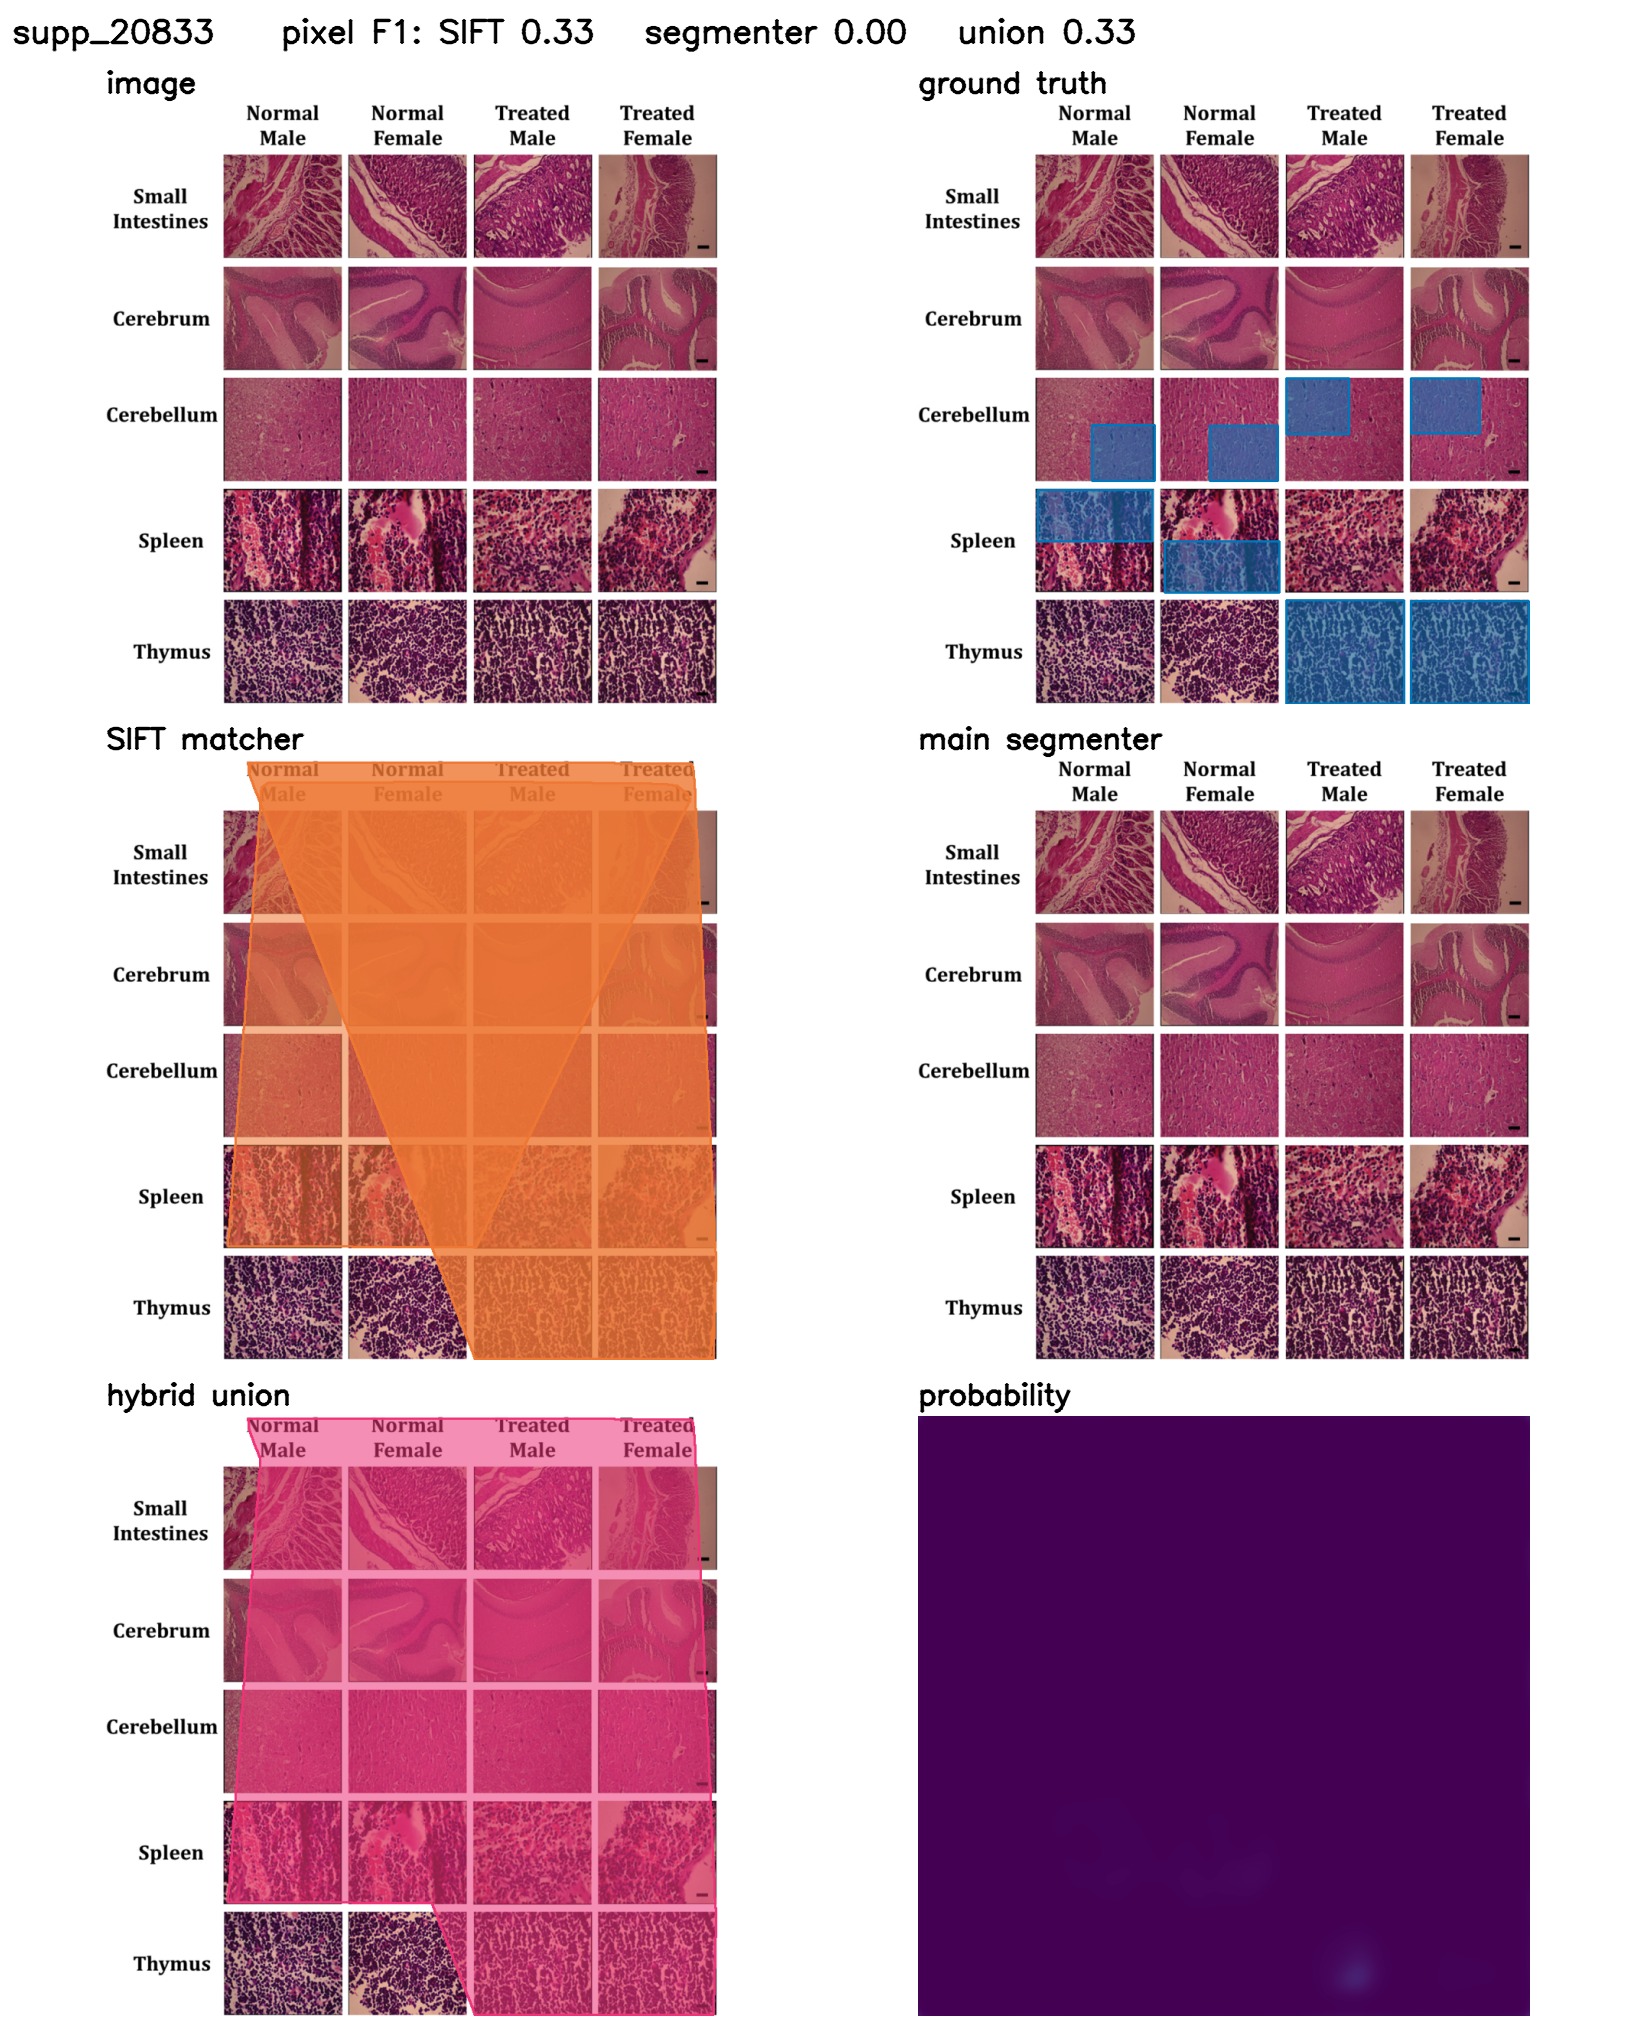 supp_20833 pixel F1: SIFT 0.33 segmenter 0.00 union 0.33
image
Normal Male Normal Female Treated Male Treated Female
Small Intestines
Cerebrum
Cerebellum
Spleen
Thymus
ground truth
Normal Male Normal Female Treated Male Treated Female
Small Intestines
Cerebrum
Cerebellum
Spleen
Thymus
SIFT matcher
Normal Male Normal Female Treated Male Treated Female
Small Intestines
Cerebrum
Cerebellum
Spleen
Thymus
main segmenter
Normal Male Normal Female Treated Male Treated Female
Small Intestines
Cerebrum
Cerebellum
Spleen
Thymus
hybrid union
Normal Male Normal Female Treated Male Treated Female
Small Intestines
Cerebrum
Cerebellum
Spleen
Thymus
probability